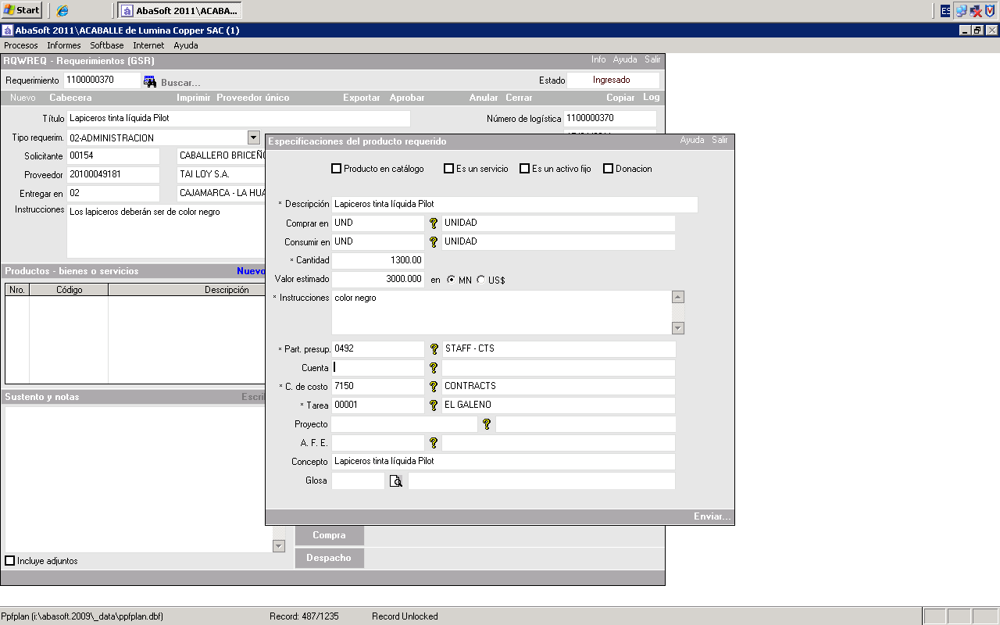 Start
AbaSoft 2011\ACABA...
ES
AbaSoft 2011\ACABALLE de Lumina Copper SAC (1)
Procesos Informes Softbase Internet Ayuda
RQWREQ - Requerimientos (GSR) Info Ayuda Salir
Requerimiento 1100000370 Buscar... Estado Ingresado
Nuevo Cabecera Imprimir Proveedor único Exportar Aprobar Anular Cerrar Copiar Log
Título Lapiceros tinta líquida Pilot Número de logística 1100000370
Tipo requerim. 02-ADMINISTRACION
Solicitante 00154 CABALLERO BRICEÑO
Proveedor 20100049181 TAI LOY S.A.
Entregar en 02 CAJAMARCA - LA HUA
Instrucciones Los lapiceros deberán ser de color negro
Productos - bienes o servicios Nuevo
Nro. Código Descripción
Sustento y notas Escri
Incluye adjuntos
Especificaciones del producto requerido Ayuda Salir
Producto en catálogo Es un servicio Es un activo fijo Donacion
* Descripción Lapiceros tinta líquida Pilot
Comprar en UND ? UNIDAD
Consumir en UND ? UNIDAD
* Cantidad 1300.00
Valor estimado 3000.000 en MN US$
* Instrucciones color negro
* Part. presup. 0492 ? STAFF - CTS
Cuenta ?
* C. de costo 7150 ? CONTRACTS
* Tarea 00001 ? EL GALENO
Proyecto ?
A. F. E. ?
Concepto Lapiceros tinta líquida Pilot
Glosa
Enviar...
Compra
Despacho
Ppfplan (i:\abasoft.2009\_data\ppfplan.dbf) Record: 487/1235 Record Unlocked